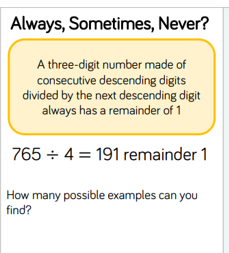 Always, Sometimes, Never?
A three-digit number made of
consecutive descending digits
divided by the next descending digit
always has a remainder of 1
765 ÷ 4 = 191 remainder 1
How many possible examples can you
find?